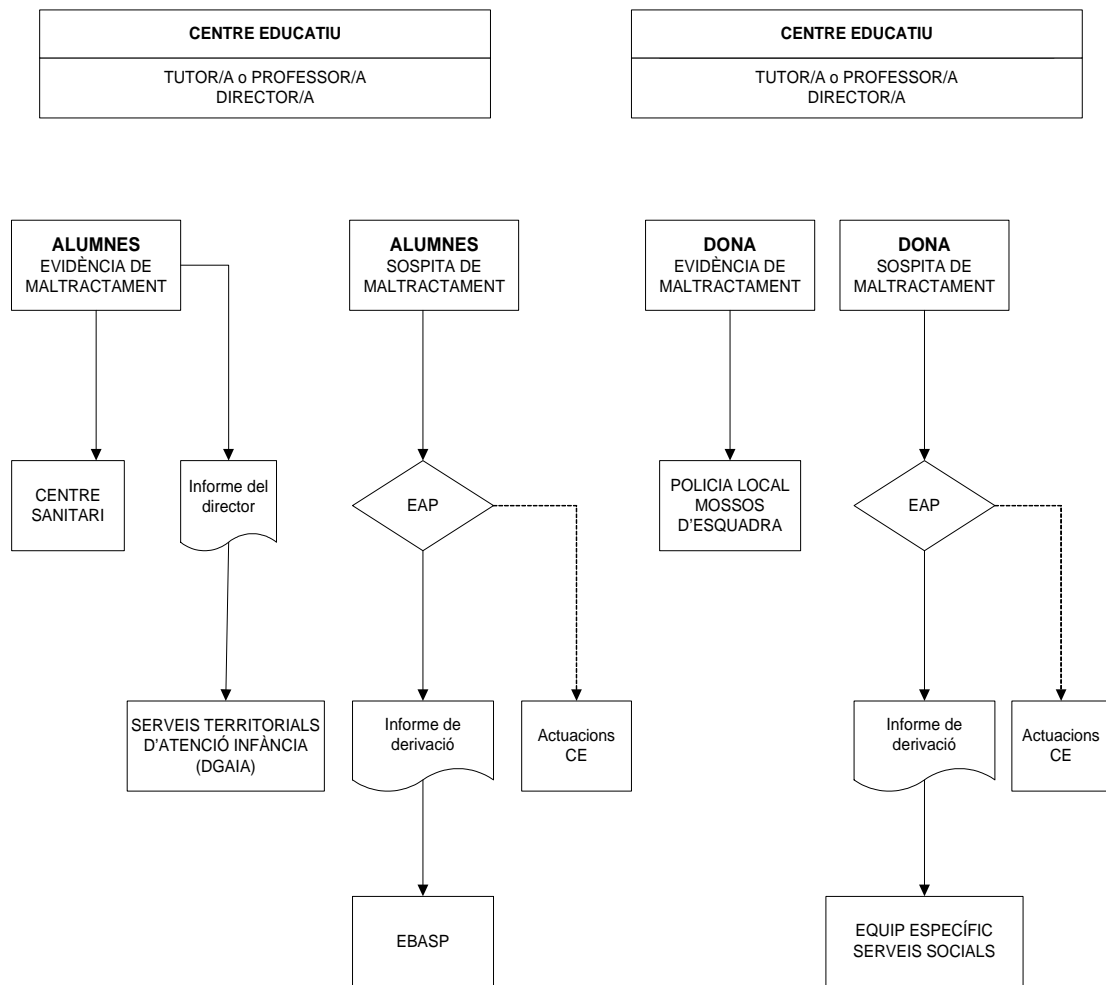 CENTRE EDUCATIU
TUTOR/A o PROFESSOR/A
DIRECTOR/A
CENTRE EDUCATIU
TUTOR/A o PROFESSOR/A
DIRECTOR/A
ALUMNES
EVIDÈNCIA DE
MALTRACTAMENT
ALUMNES
SOSPITA DE
MALTRACTAMENT
DONA
EVIDÈNCIA DE
MALTRACTAMENT
DONA
SOSPITA DE
MALTRACTAMENT
CENTRE
SANITARI
Informe del
director
EAP
POLICIA LOCAL
MOSSOS
D'ESQUADRA
EAP
SERVEIS TERRITORIALS
D'ATENCIÓ INFÀNCIA
(DGAIA)
Informe de
derivació
Actuacions
CE
Informe de
derivació
Actuacions
CE
EBASP
EQUIP ESPECÍFIC
SERVEIS SOCIALS